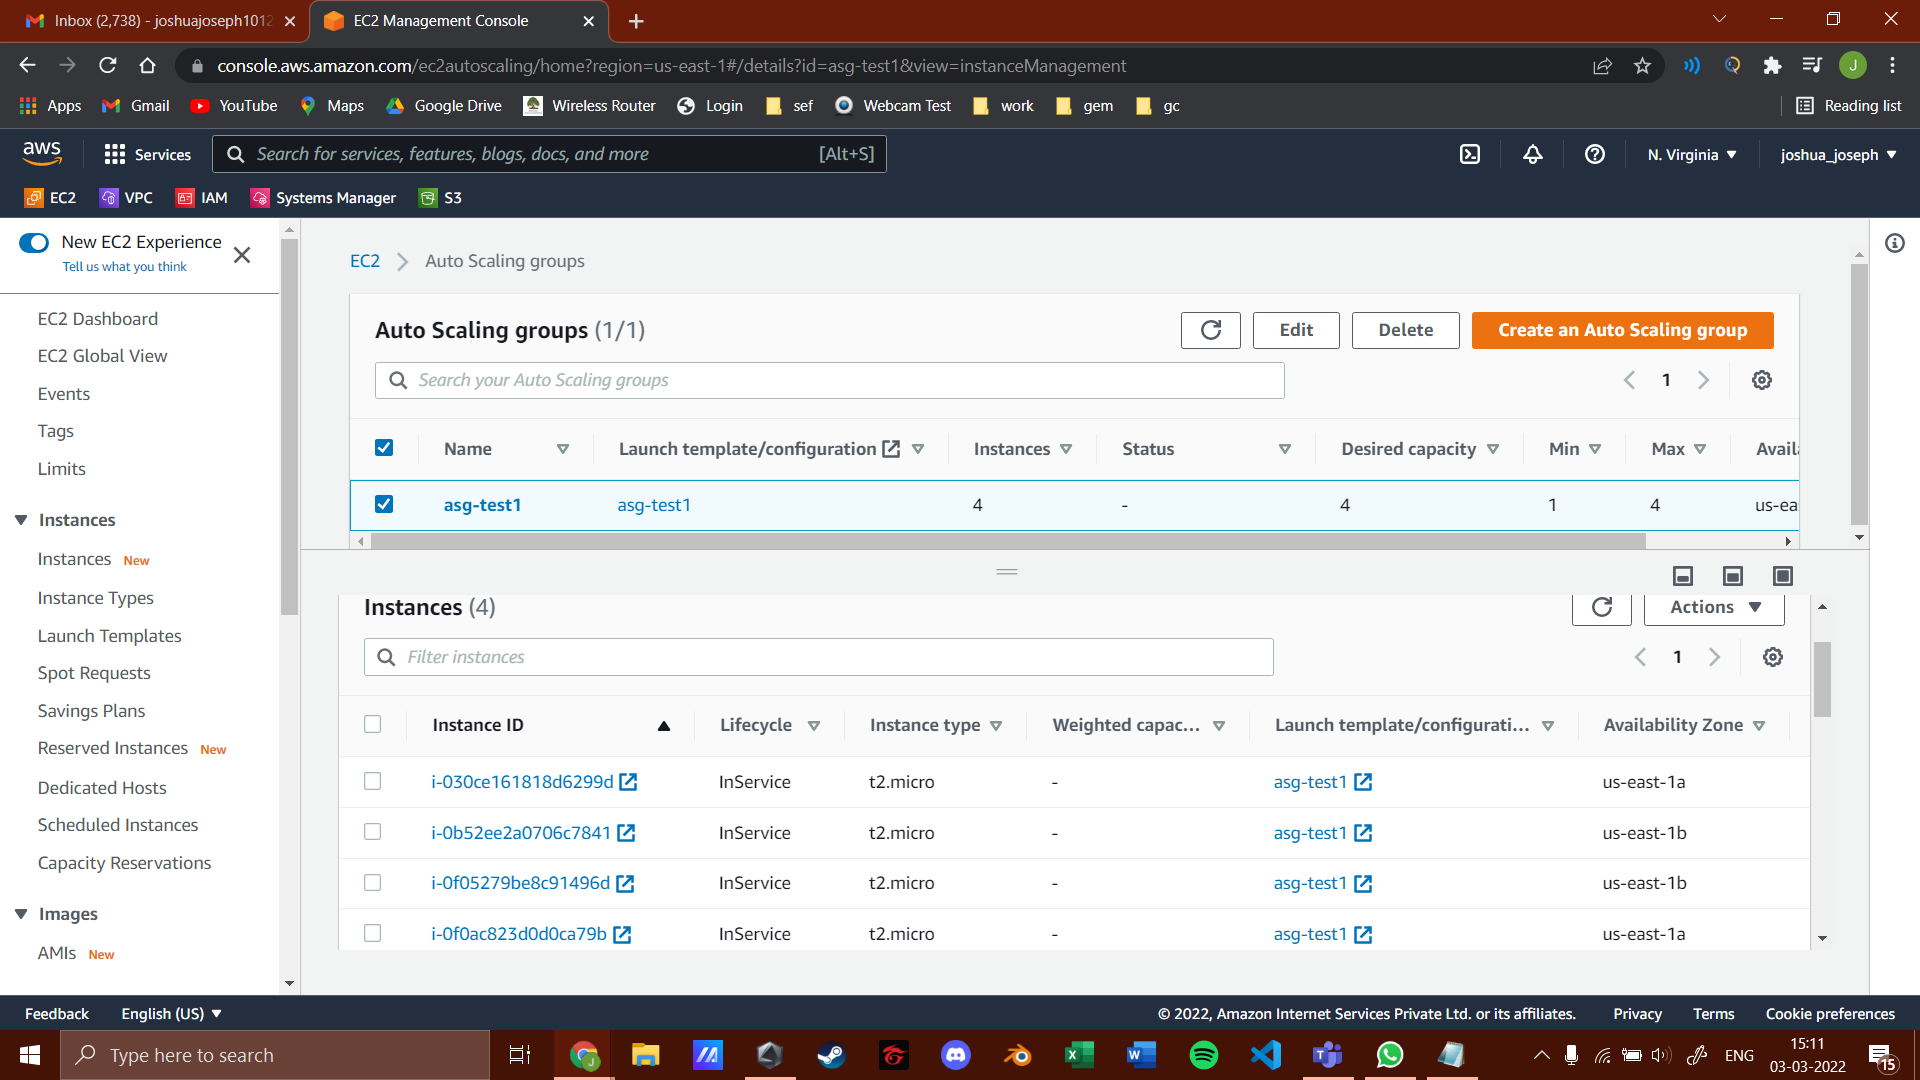 Inbox (2,738) - joshuajoseph1012
EC2 Management Console
console.aws.amazon.com/ec2autoscaling/home?region=us-east-1#/details?id=asg-test1&view=instanceManagement
J
Apps Gmail YouTube Maps Google Drive Wireless Router Login sef Webcam Test work gem gc Reading list
aws Services Search for services, features, blogs, docs, and more [Alt+S] N. Virginia ▼ joshua_joseph ▼
EC2 VPC IAM Systems Manager S3
New EC2 Experience
Tell us what you think
EC2 Dashboard
EC2 Global View
Events
Tags
Limits
Instances
Instances New
Instance Types
Launch Templates
Spot Requests
Savings Plans
Reserved Instances New
Dedicated Hosts
Scheduled Instances
Capacity Reservations
Images
AMIs New
EC2 > Auto Scaling groups
Auto Scaling groups (1/1)
Edit Delete Create an Auto Scaling group
Search your Auto Scaling groups
1
Name Launch template/configuration Instances Status Desired capacity Min Max Availa
asg-test1 asg-test1 4 - 4 1 4 us-ea
Instances (4)
Actions
Filter instances
1
Instance ID Lifecycle Instance type Weighted capac... Launch template/configurati... Availability Zone
i-030ce161818d6299d InService t2.micro - asg-test1 us-east-1a
i-0b52ee2a0706c7841 InService t2.micro - asg-test1 us-east-1b
i-0f05279be8c91496d InService t2.micro - asg-test1 us-east-1b
i-0f0ac823d0d0ca79b InService t2.micro - asg-test1 us-east-1a
Feedback English (US) ▼ © 2022, Amazon Internet Services Private Ltd. or its affiliates. Privacy Terms Cookie preferences
Type here to search
ENG
15:11
03-03-2022
15